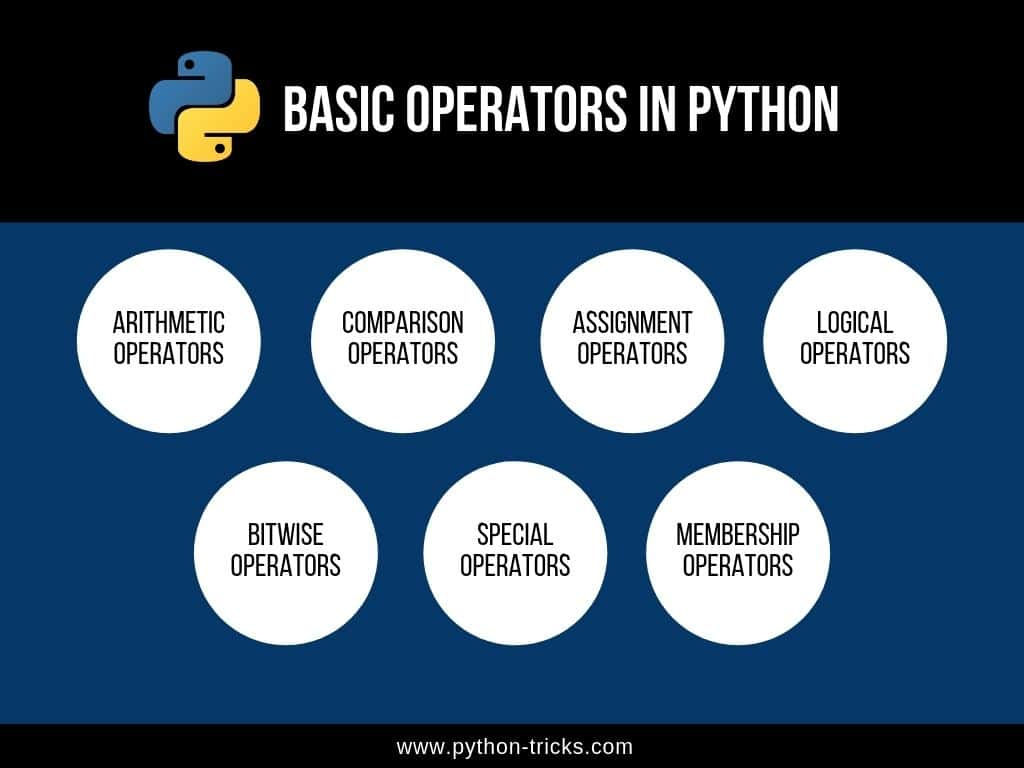 BASIC OPERATORS IN PYTHON
ARITHMETIC
OPERATORS
COMPARISON
OPERATORS
ASSIGNMENT
OPERATORS
LOGICAL
OPERATORS
BITWISE
OPERATORS
SPECIAL
OPERATORS
MEMBERSHIP
OPERATORS
www.python-tricks.com